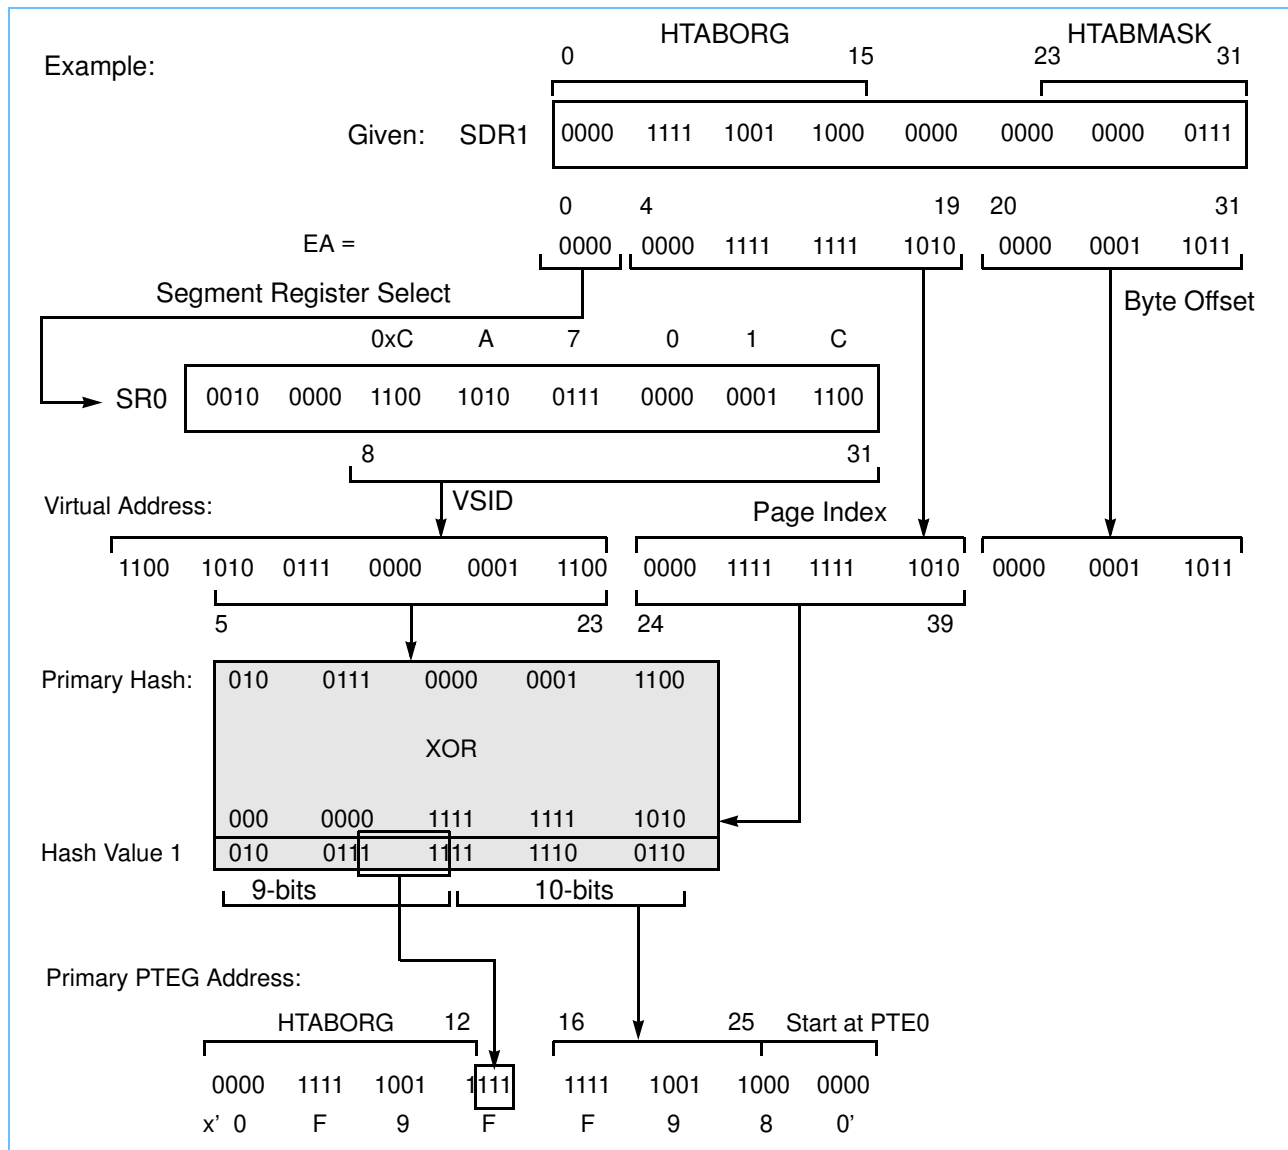 HTABORG HTABMASK
Example: 0 15 23 31
Given: SDR1 0000 1111 1001 1000 0000 0000 0000 0111
0 4 19 20 31
EA = 0000 0000 1111 1111 1010 0000 0001 1011
Segment Register Select Byte Offset
0xC A 7 0 1 C
SR0 0010 0000 1100 1010 0111 0000 0001 1100
8 31
Virtual Address: VSID Page Index
1100 1010 0111 0000 0001 1100 0000 1111 1111 1010 0000 0001 1011
5 23 24 39
Primary Hash: 010 0111 0000 0001 1100
XOR
000 0000 1111 1111 1010
Hash Value 1 010 0111 1111 1110 0110
9-bits 10-bits
Primary PTEG Address:
HTABORG 12 16 25 Start at PTE0
0000 1111 1001 1111 1111 1001 1000 0000
x' 0 F 9 F F 9 8 0'